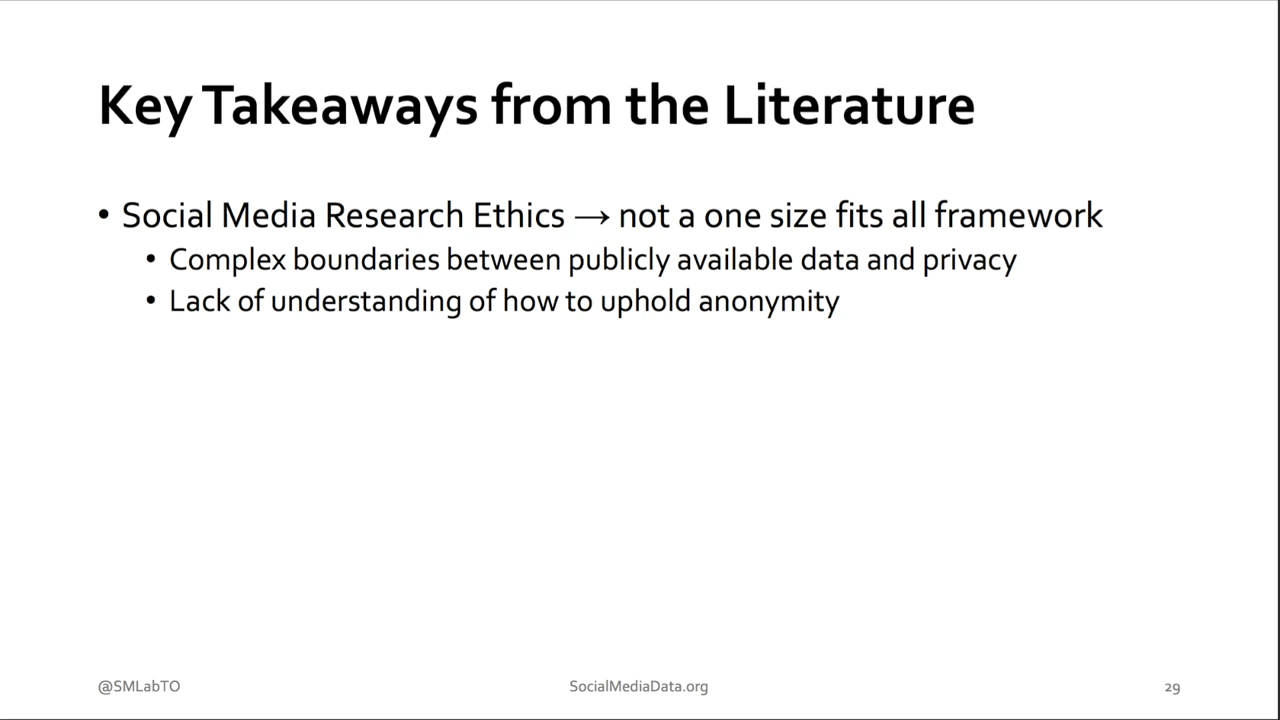 Key Takeaways from the Literature
• Social Media Research Ethics → not a one size fits all framework
• Complex boundaries between publicly available data and privacy
• Lack of understanding of how to uphold anonymity
@SMLabTO
SocialMediaData.org
29